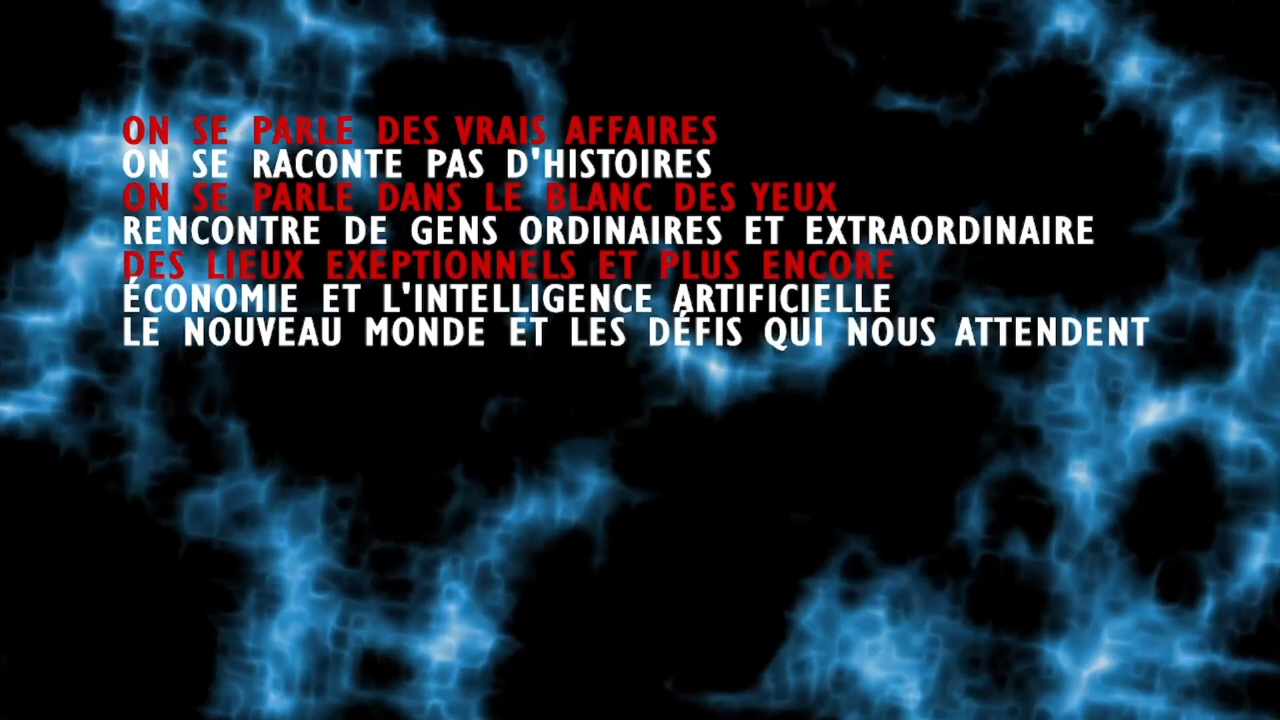 ON SE PARLE DES VRAIS AFFAIRES
ON SE RACONTE PAS D'HISTOIRES
ON SE PARLE DANS LE BLANC DES YEUX
RENCONTRE DE GENS ORDINAIRES ET EXTRAORDINAIRE
DES LIEUX EXEPTIONNELS ET PLUS ENCORE
ÉCONOMIE ET L'INTELLIGENCE ARTIFICIELLE
LE NOUVEAU MONDE ET LES DÉFIS QUI NOUS ATTENDENT